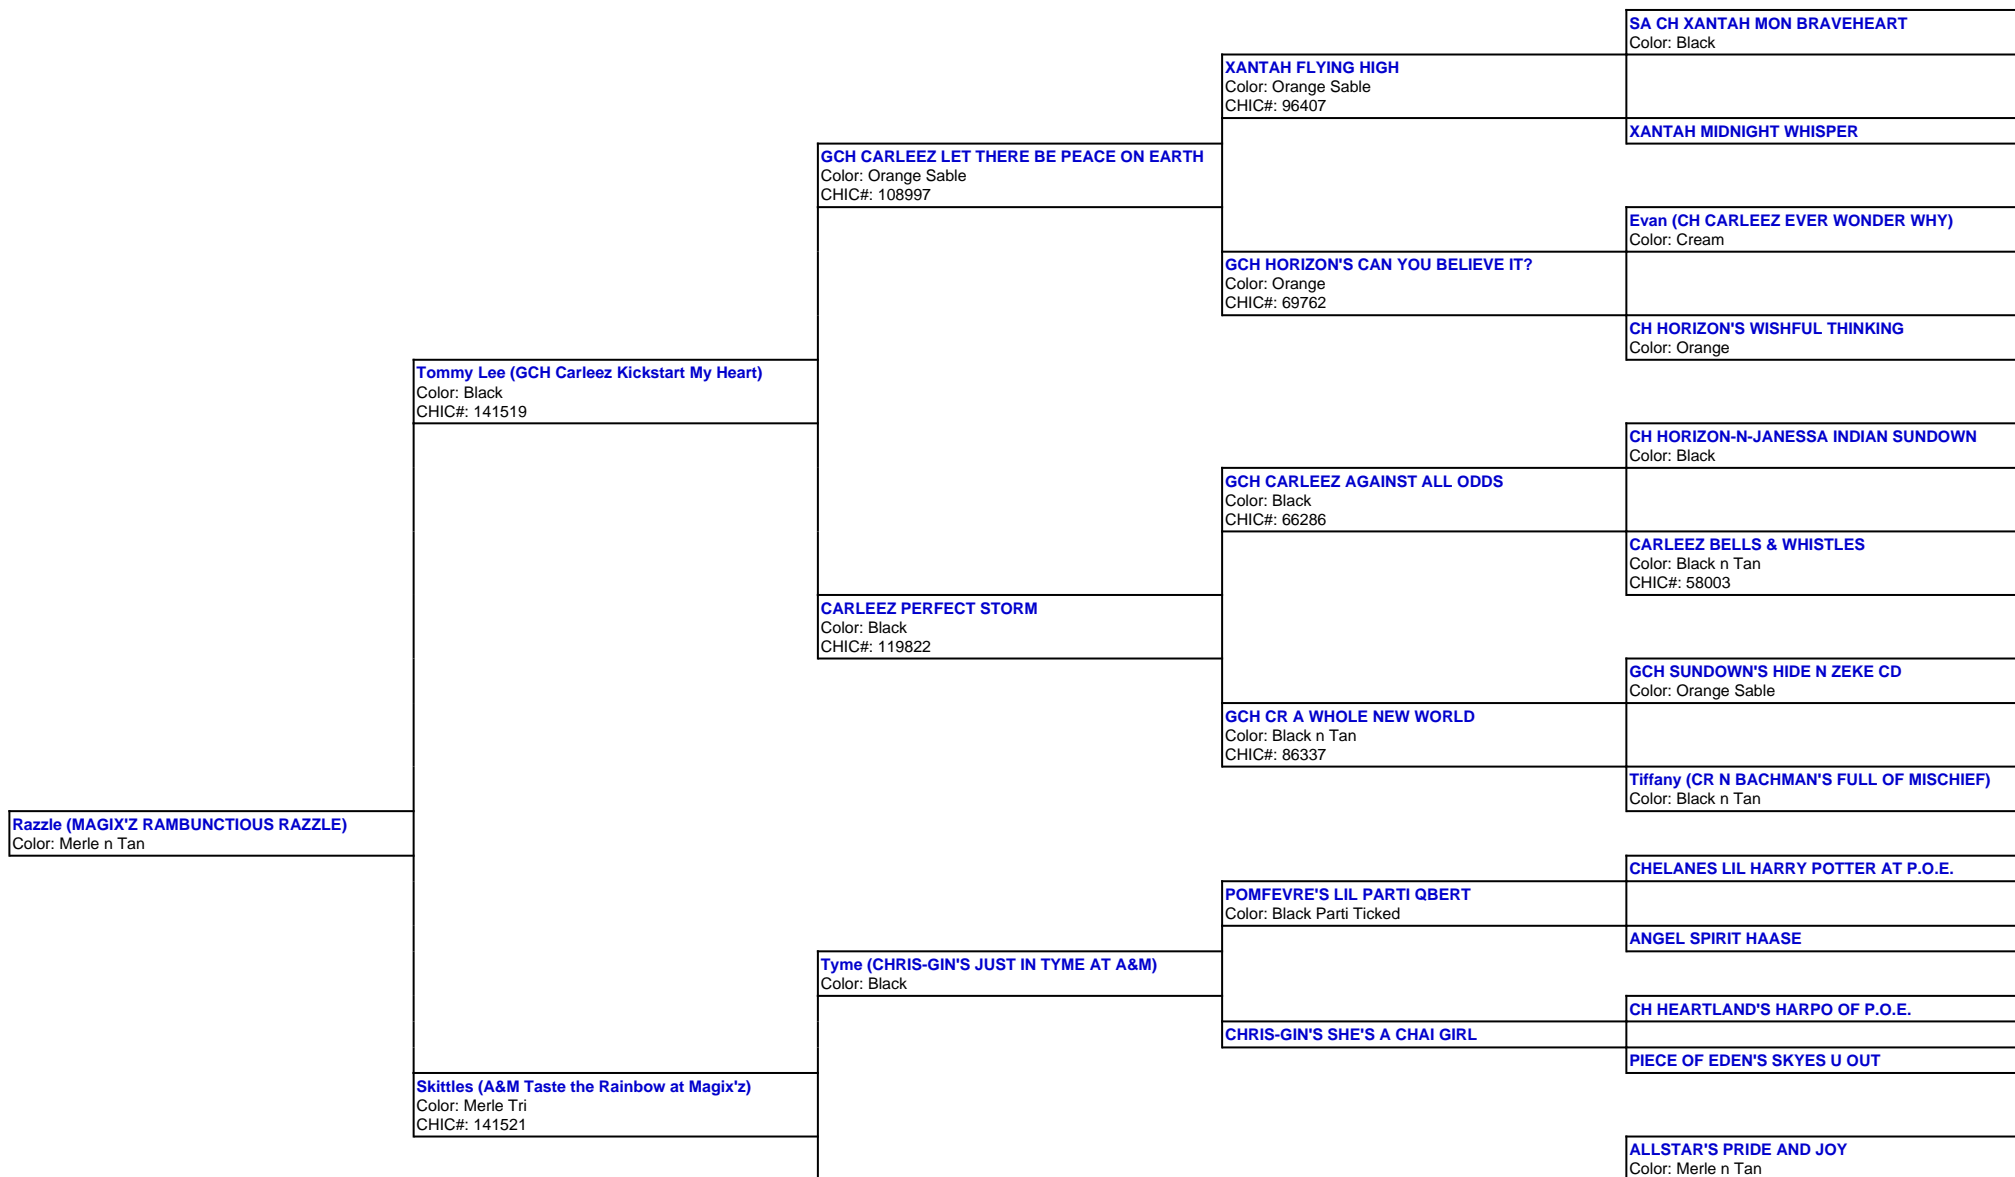 SA CH XANTAH MON BRAVEHEART
Color: Black
XANTAH FLYING HIGH
Color: Orange Sable
CHIC#: 96407
XANTAH MIDNIGHT WHISPER
GCH CARLEEZ LET THERE BE PEACE ON EARTH
Color: Orange Sable
CHIC#: 108997
Evan (CH CARLEEZ EVER WONDER WHY)
Color: Cream
GCH HORIZON'S CAN YOU BELIEVE IT?
Color: Orange
CHIC#: 69762
CH HORIZON'S WISHFUL THINKING
Color: Orange
Tommy Lee (GCH Carleez Kickstart My Heart)
Color: Black
CHIC#: 141519
CH HORIZON-N-JANESSA INDIAN SUNDOWN
Color: Black
GCH CARLEEZ AGAINST ALL ODDS
Color: Black
CHIC#: 66286
CARLEEZ BELLS & WHISTLES
Color: Black n Tan
CHIC#: 58003
CARLEEZ PERFECT STORM
Color: Black
CHIC#: 119822
GCH SUNDOWN'S HIDE N ZEKE CD
Color: Orange Sable
GCH CR A WHOLE NEW WORLD
Color: Black n Tan
CHIC#: 86337
Tiffany (CR N BACHMAN'S FULL OF MISCHIEF)
Color: Black n Tan
Razzle (MAGIX'Z RAMBUNCTIOUS RAZZLE)
Color: Merle n Tan
CHELANES LIL HARRY POTTER AT P.O.E.
POMFEVRE'S LIL PARTI QBERT
Color: Black Parti Ticked
ANGEL SPIRIT HAASE
Tyme (CHRIS-GIN'S JUST IN TYME AT A&M)
Color: Black
CH HEARTLAND'S HARPO OF P.O.E.
CHRIS-GIN'S SHE'S A CHAI GIRL
PIECE OF EDEN'S SKYES U OUT
Skittles (A&M Taste the Rainbow at Magix'z)
Color: Merle Tri
CHIC#: 141521
ALLSTAR'S PRIDE AND JOY
Color: Merle n Tan